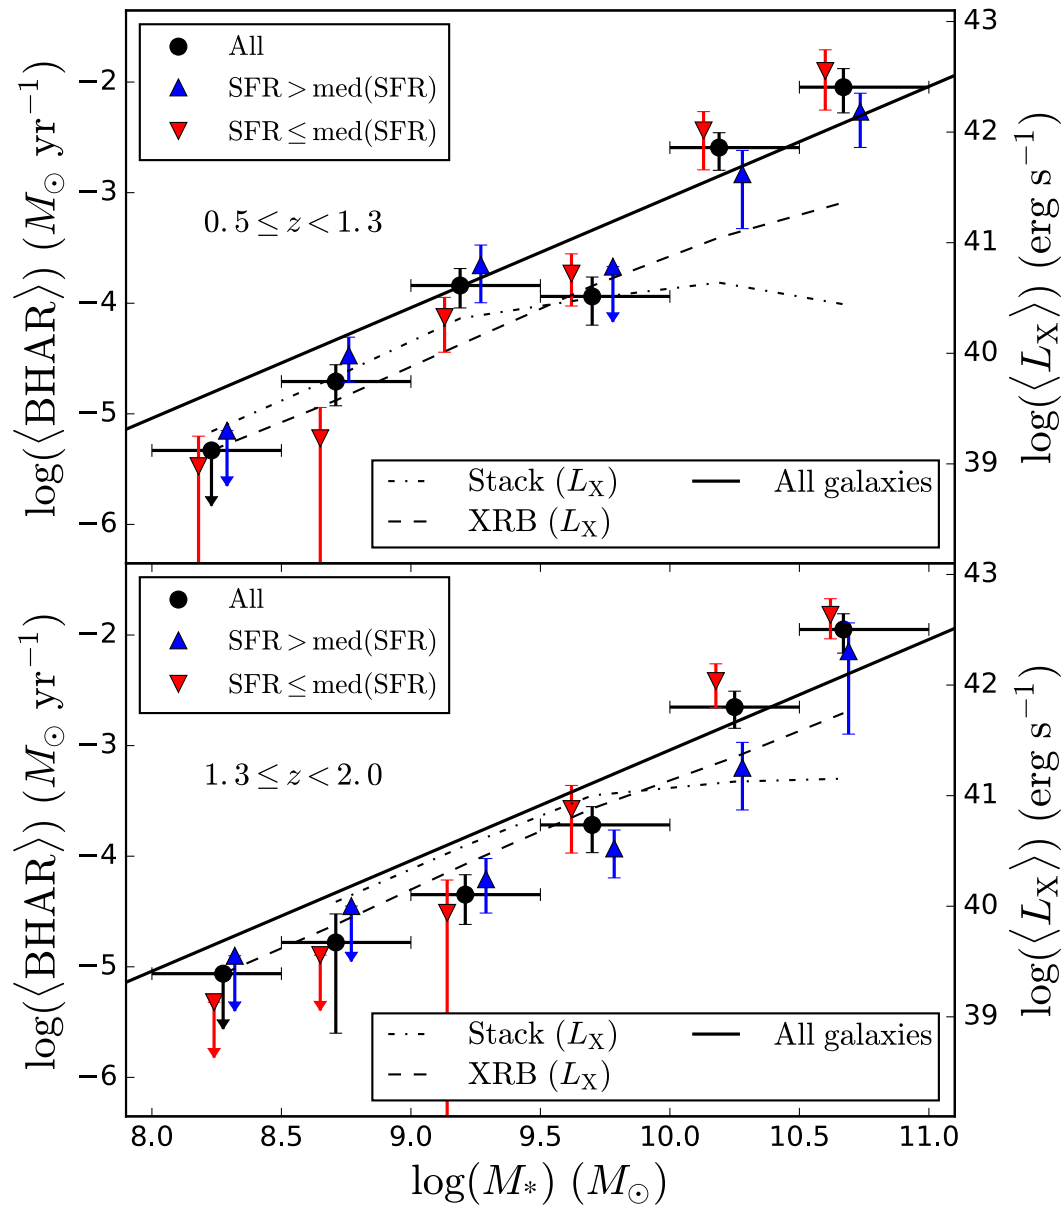 43
All
−2
SFR > med(SFR)
SFR ≤ med(SFR)
42
−3
0.5 ≤ z < 1.3
41
−4
40
−5
39
Stack (L_X) All galaxies
XRB (L_X)
−6
log(⟨BHAR⟩) (M_⊙ yr^−1)
log(⟨L_X⟩) (erg s^−1)
43
All
−2
SFR > med(SFR)
SFR ≤ med(SFR)
42
−3
1.3 ≤ z < 2.0
41
−4
40
−5
39
Stack (L_X) All galaxies
XRB (L_X)
−6
log(⟨BHAR⟩) (M_⊙ yr^−1)
log(⟨L_X⟩) (erg s^−1)
8.0 8.5 9.0 9.5 10.0 10.5 11.0
log(M_*) (M_⊙)